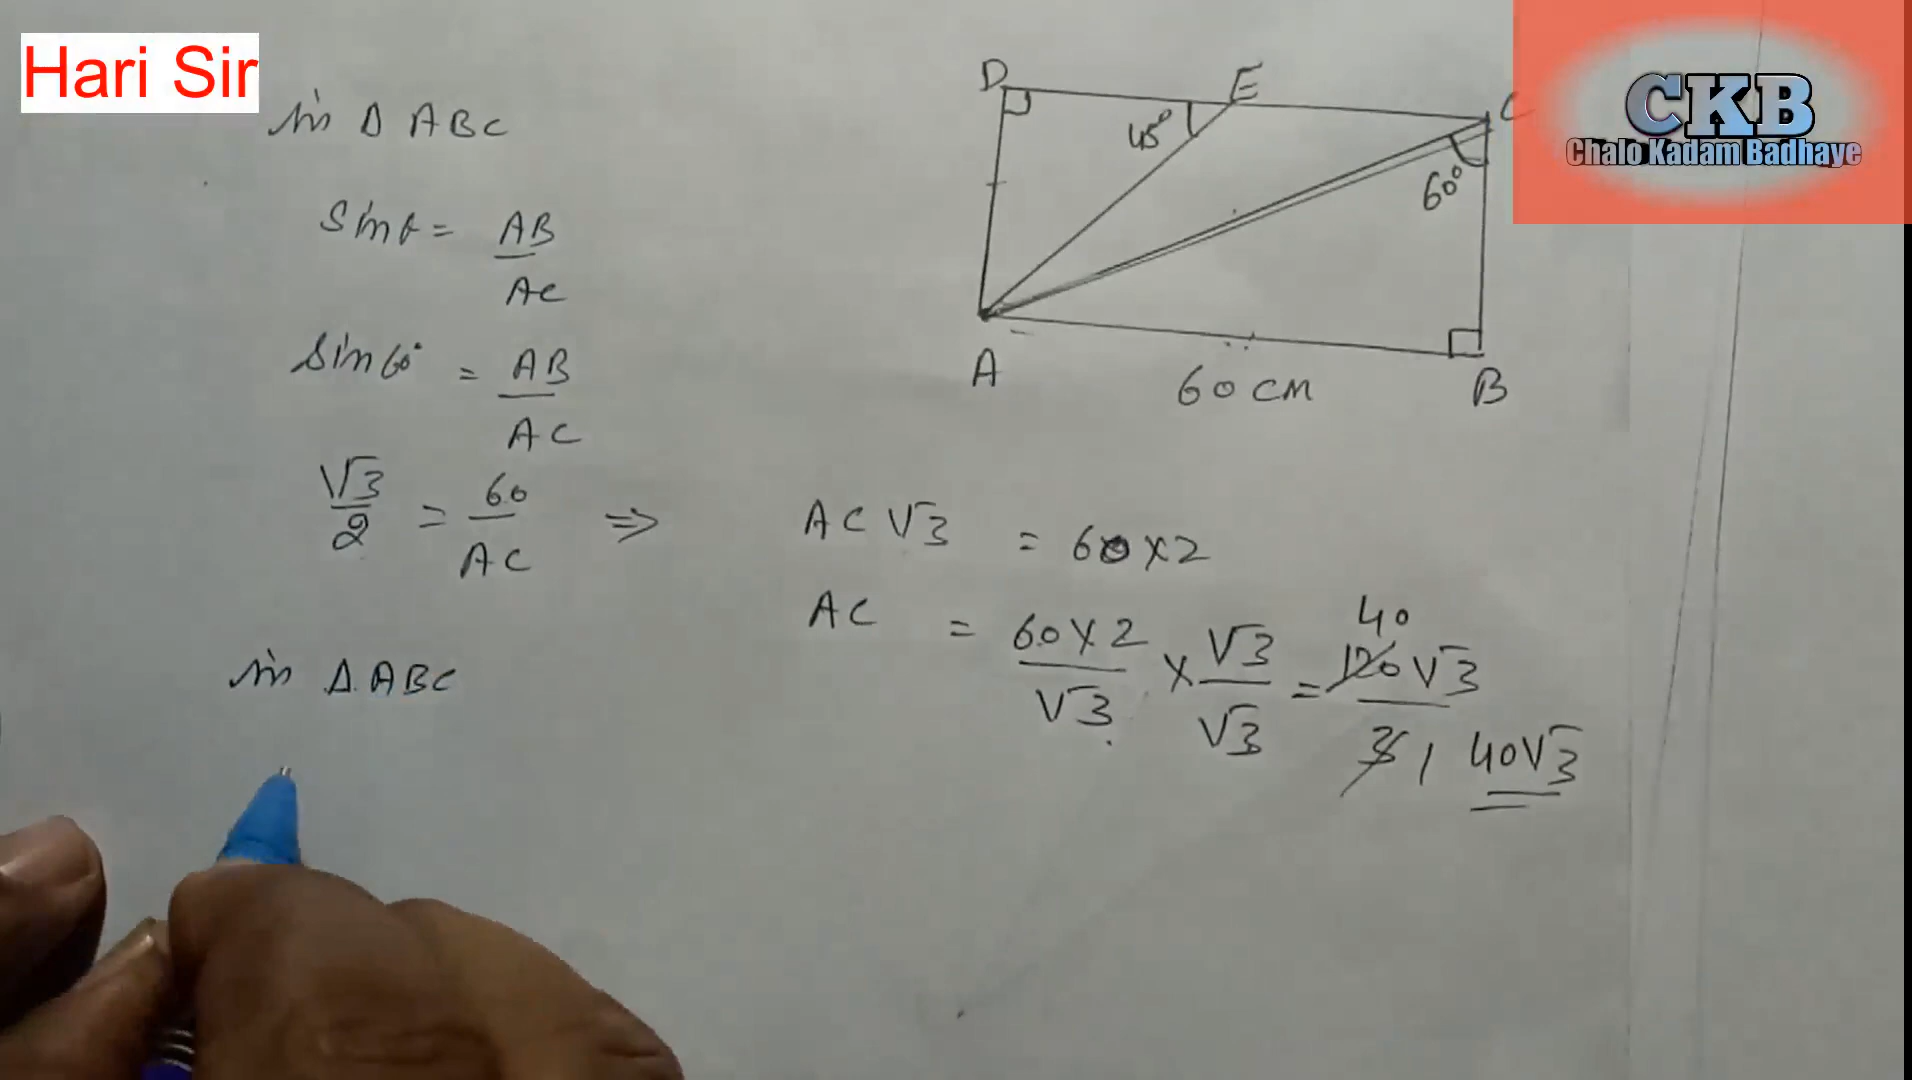 Hari Sir
CKB
Chalo Kadam Badhaye
in Δ ABC
Sinθ = AB
AC
Sin60° = AB
AC
√3 = 60 ⇒
2 AC
in Δ ABC
D E C
45°
60°
A B
60 CM
AC √3 = 60 × 2
AC = 60 × 2 × √3 = 120√3
√3 √3 3
40
1 40√3